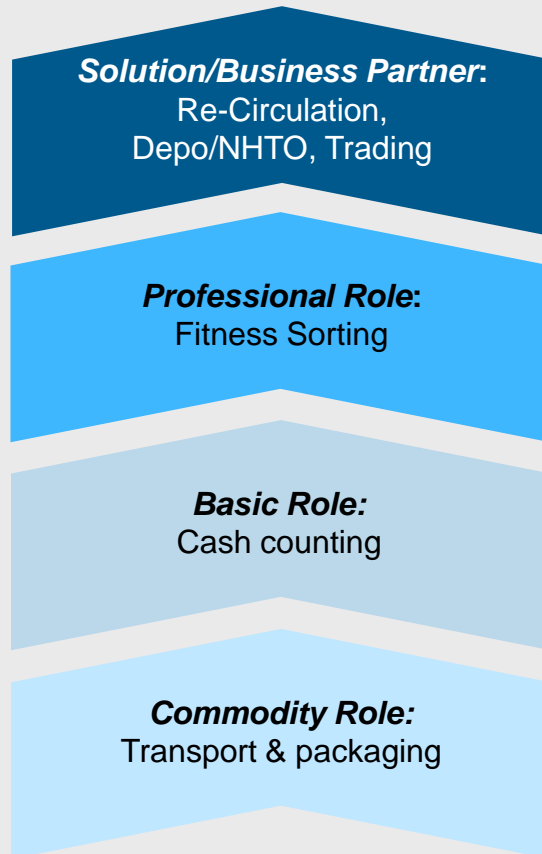 Solution/Business Partner:
Re-Circulation,
Depo/NHTO, Trading
Professional Role:
Fitness Sorting
Basic Role:
Cash counting
Commodity Role:
Transport & packaging